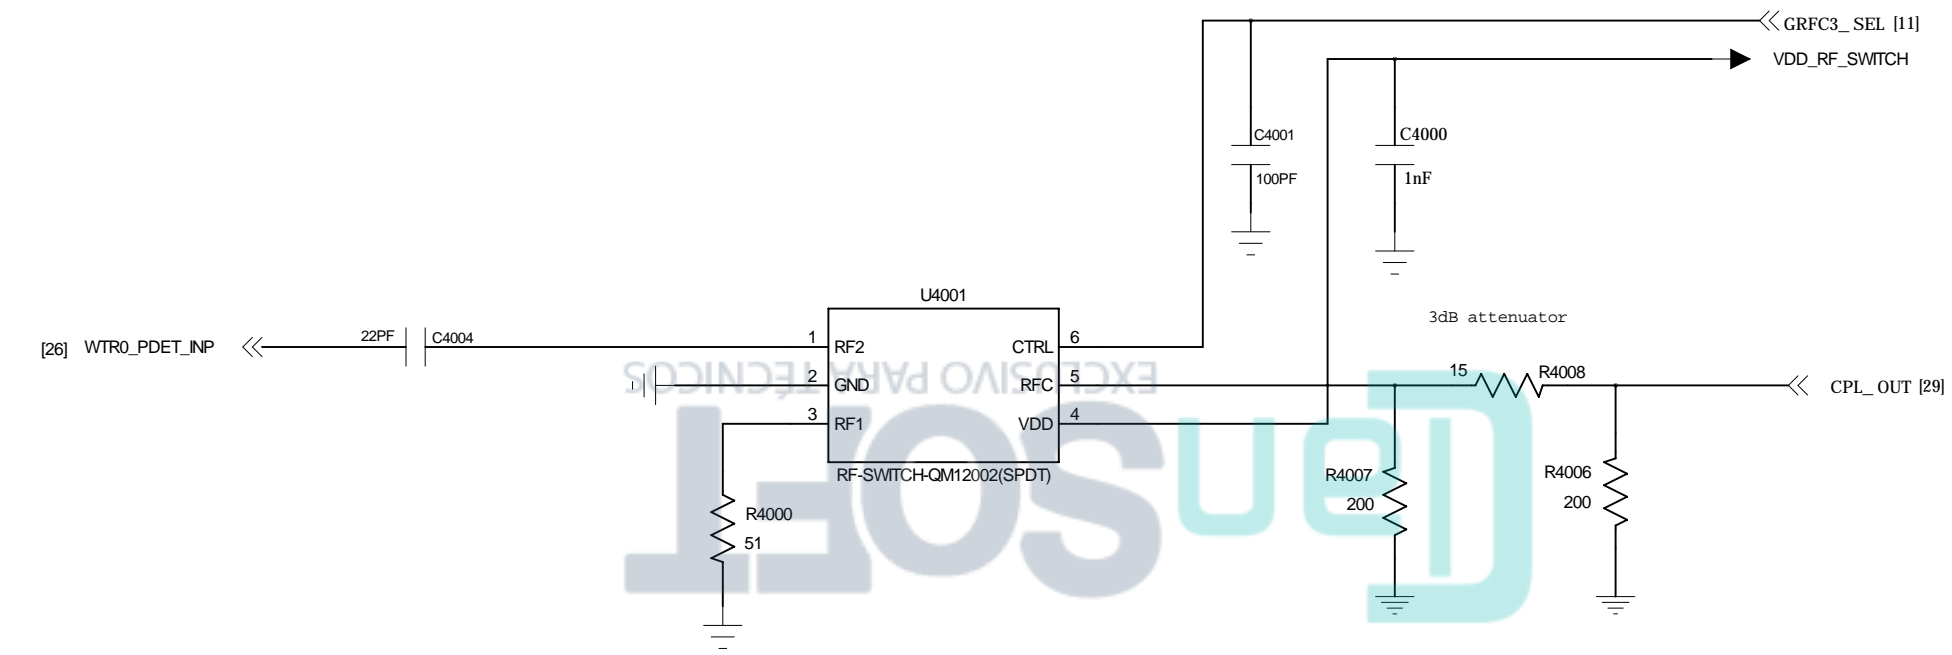 GRFC3_ SEL [11]
VDD_RF_SWITCH
C4001
100PF
C4000
1nF
U4001
3dB attenuator
[26] WTR0_PDET_INP
22PF
C4004
1
RF2
CTRL
6
2
GND
RFC
5
3
RF1
VDD
4
15
R4008
CPL_ OUT [29]
RF-SWITCH-QM12002(SPDT)
R4000
51
R4007
200
R4006
200
EXCLUSIVO PARA TÉCNICOS